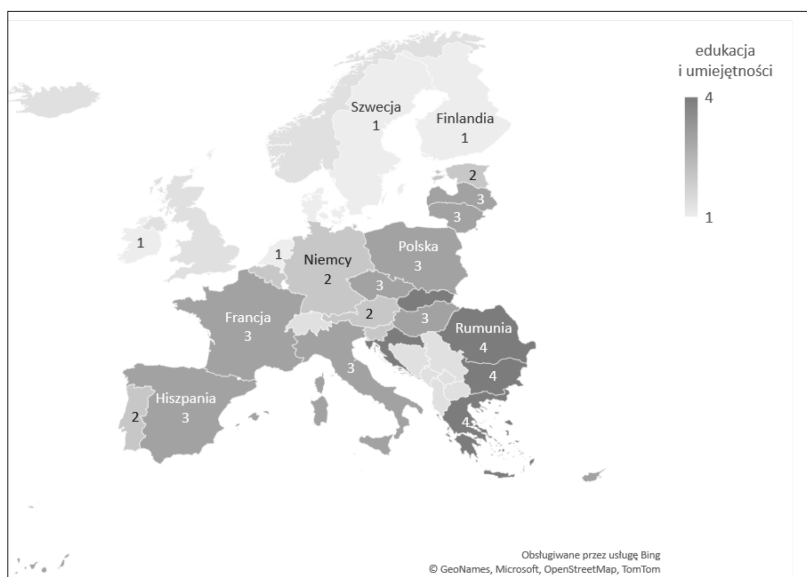 edukacja
i umiejętności
4
1
Szwecja
1
Finlandia
1
2
3
3
1
1
Niemcy
2
Polska
3
3
2
3
Francja
3
Rumunia
4
4
3
Hiszpania
3
2
4
Obsługiwane przez usługę Bing
© GeoNames, Microsoft, OpenStreetMap, TomTom